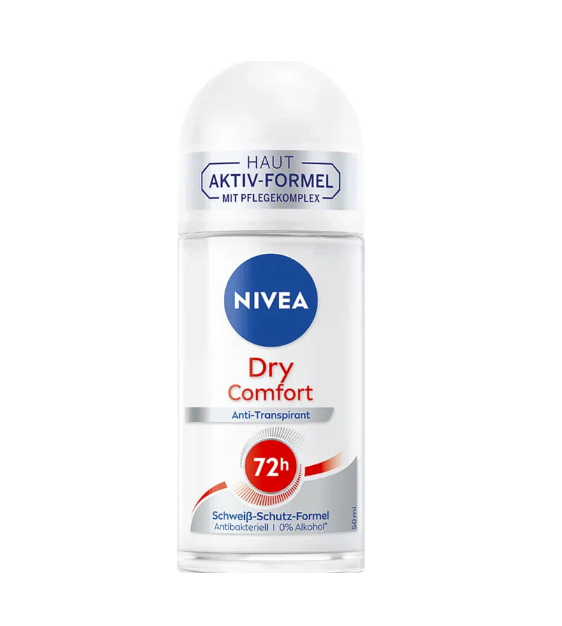 HAUT
AKTIV-FORMEL
MIT PFLEGEKOMPLEX
NIVEA
Dry
Comfort
Anti-Transpirant
72h
Schweiß-Schutz-Formel
Antibakteriell | 0% Alkohol*
50 ml